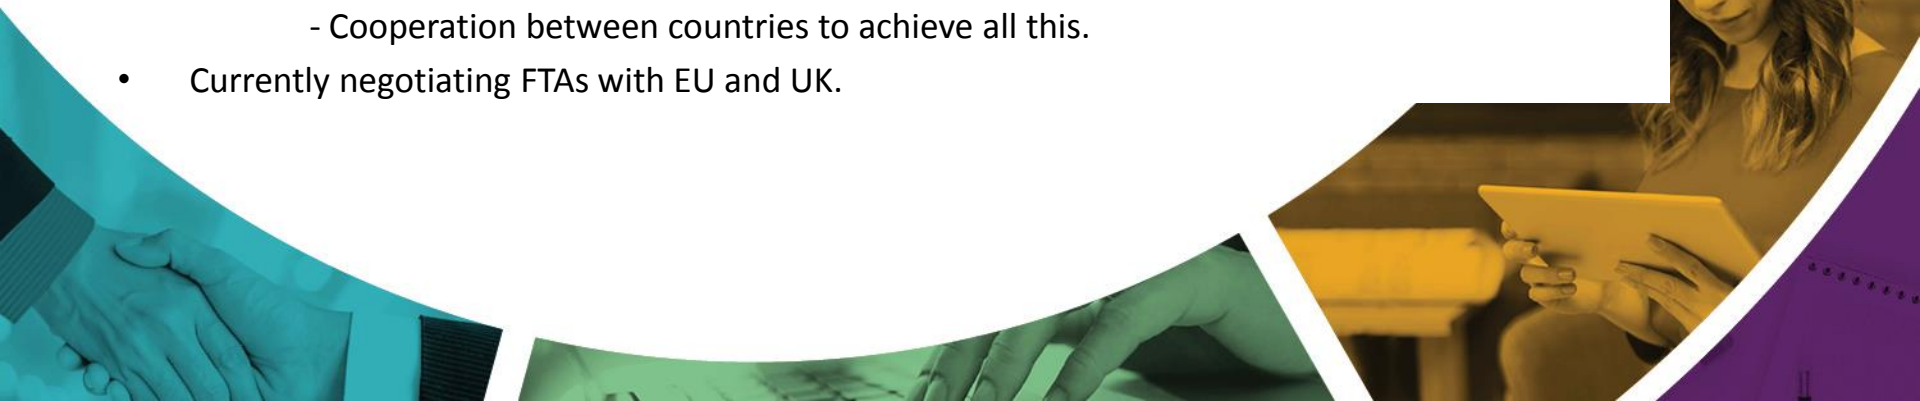 - Cooperation between countries to achieve all this.
• Currently negotiating FTAs with EU and UK.